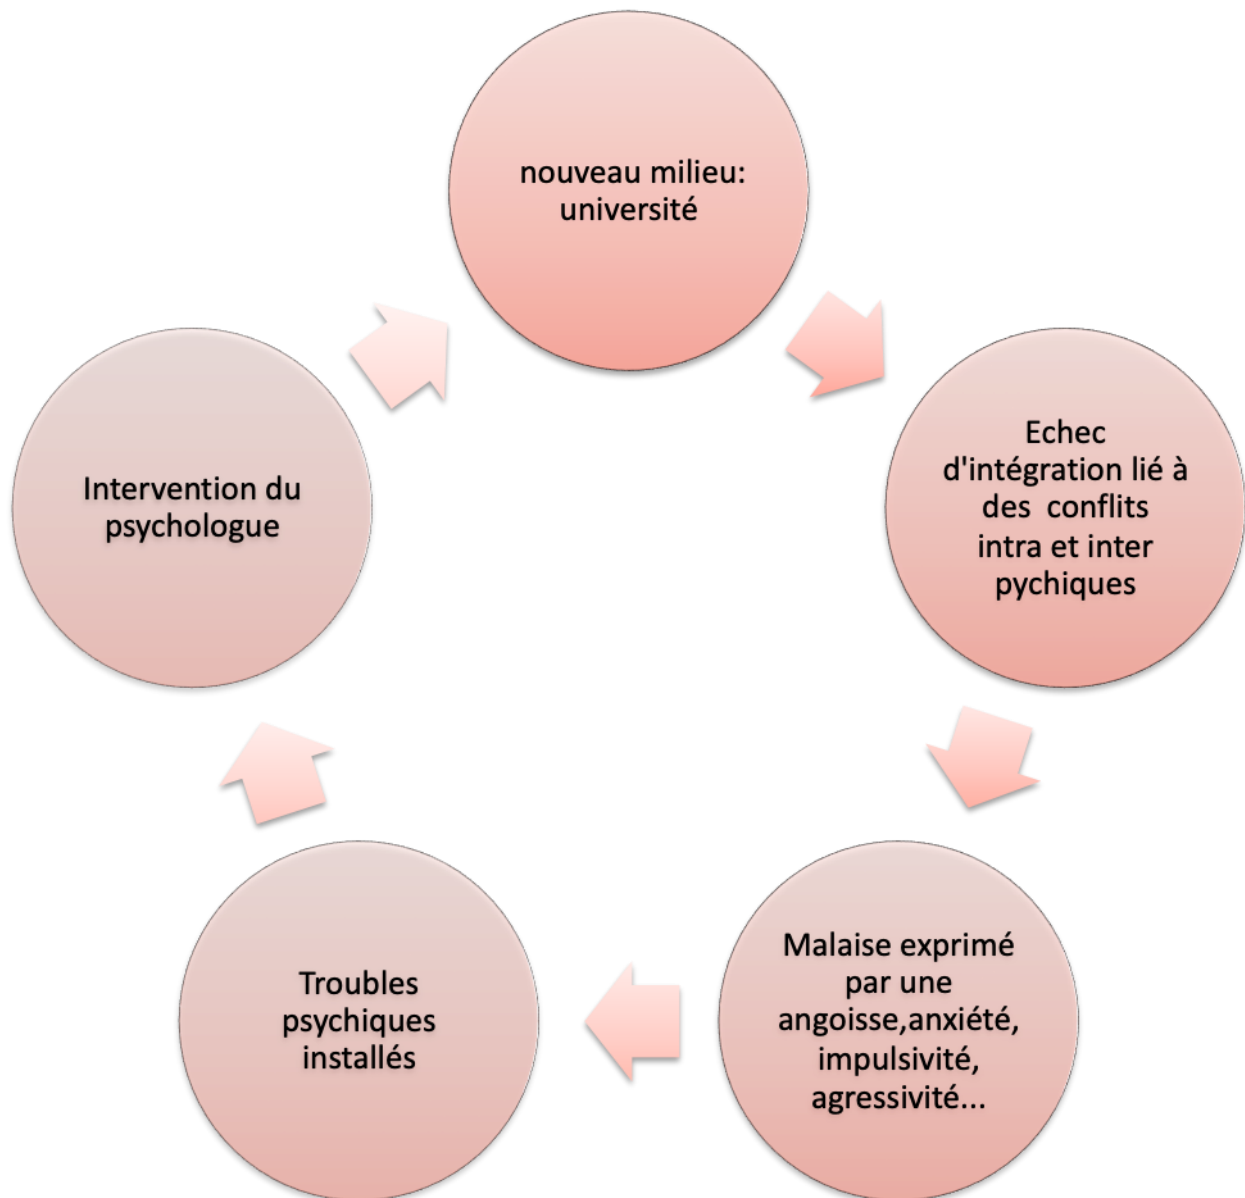 nouveau milieu:
université
Echec
d'intégration lié à
des conflits
intra et inter
pychiques
Malaise exprimé
par une
angoisse,anxiété,
impulsivité,
agressivité...
Troubles
psychiques
installés
Intervention du
psychologue